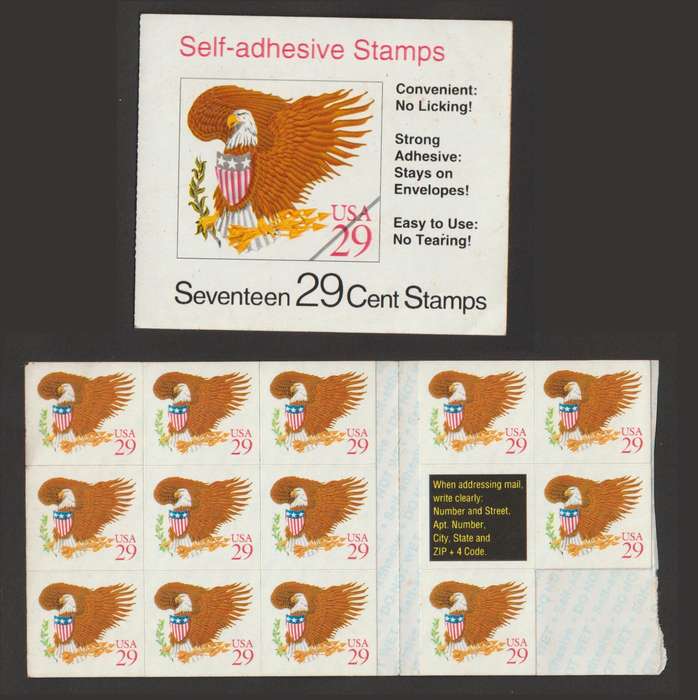 Self-adhesive Stamps
Convenient:
No Licking!
Strong
Adhesive:
Stays on
Envelopes!
Easy to Use:
No Tearing!
USA
29
Seventeen 29 Cent Stamps
USA
29
USA
29
USA
29
USA
29
USA
29
USA
29
USA
29
USA
29
When addressing mail,
write clearly:
Number and Street,
Apt. Number,
City, State and
ZIP + 4 Code.
USA
29
USA
29
USA
29
USA
29
USA
29